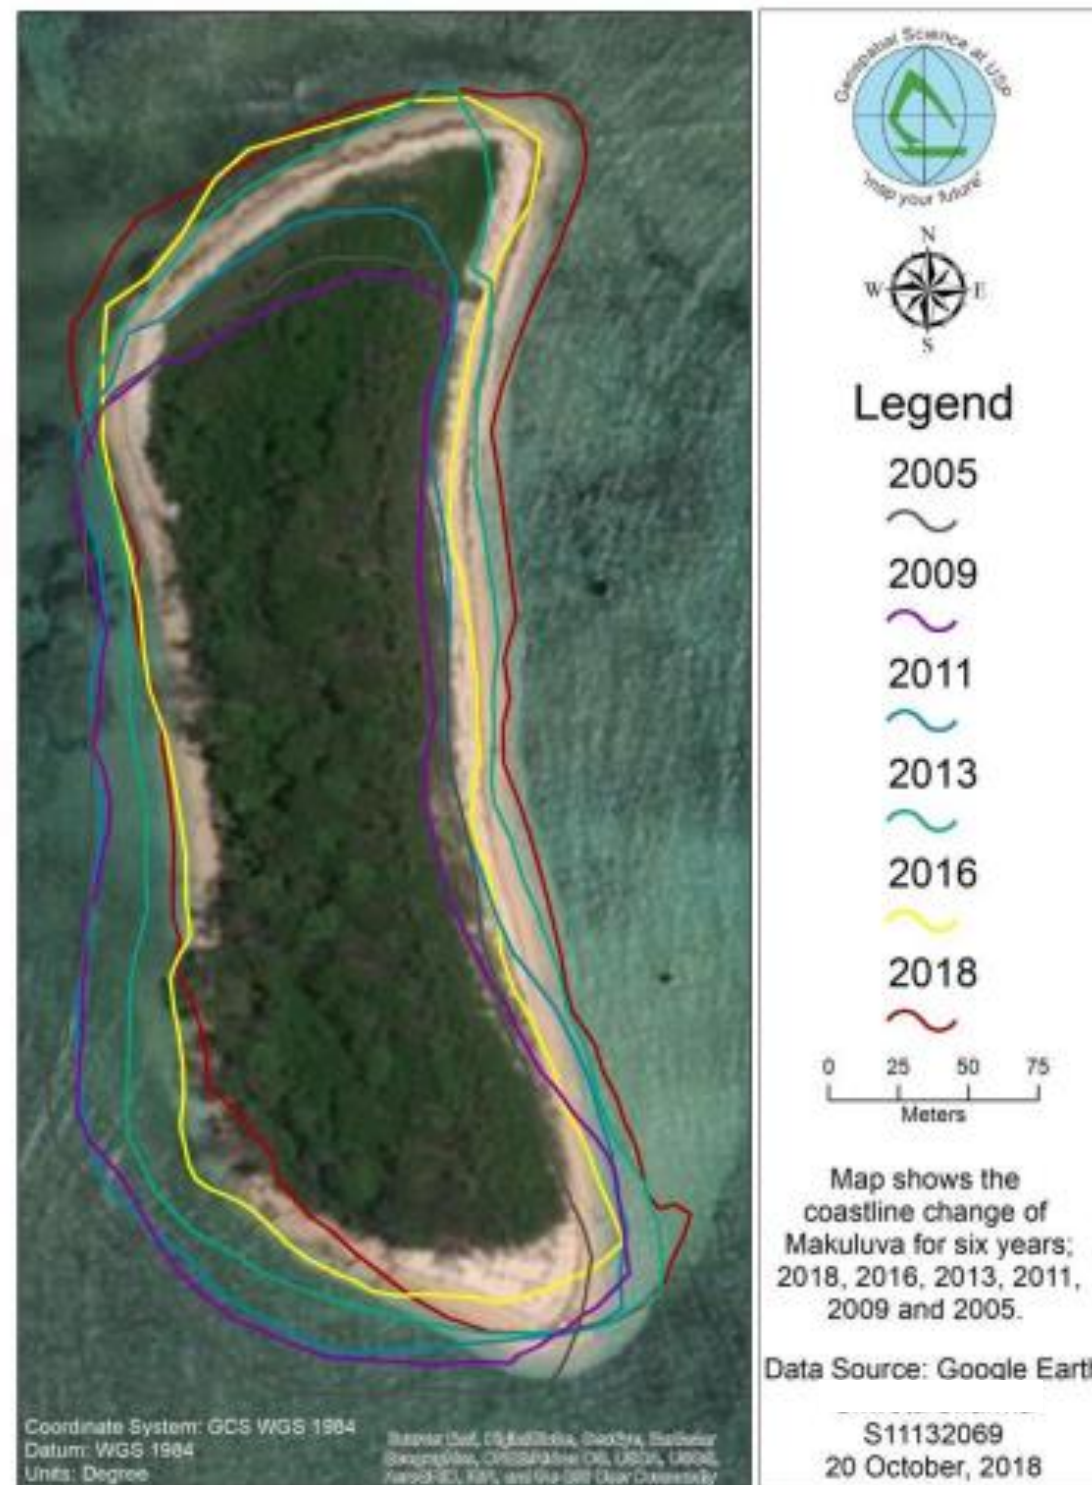 Geospatial Science at USP
"map your future"
N
W
E
S
Legend
2005
2009
2011
2013
2016
2018
0 25 50 75
Meters
Map shows the
coastline change of
Makuluva for six years;
2018, 2016, 2013, 2011,
2009 and 2005.
Data Source: Google Eart
S11132069
20 October, 2018
Coordinate System: GCS WGS 1984
Datum: WGS 1984
Units: Degree